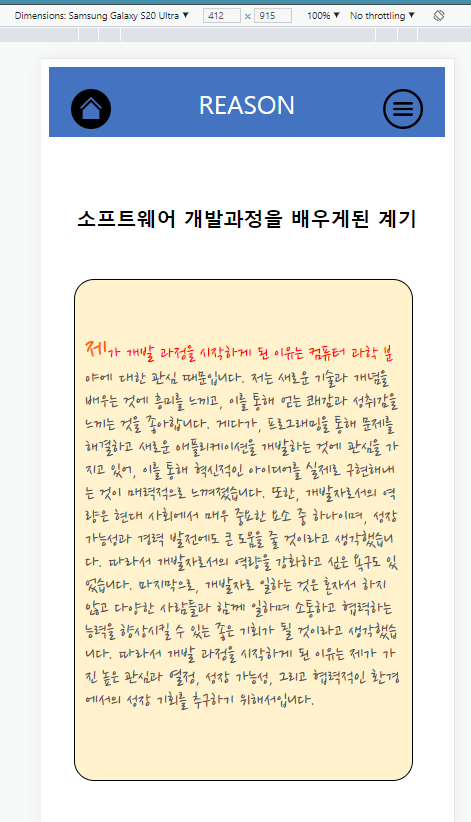 Dimensions: Samsung Galaxy S20 Ultra ▼ 412 × 915 100% ▼ No throttling ▼
REASON
소프트웨어 개발과정을 배우게된 계기
제가 개발 과정을 시작하게 된 이유는 컴퓨터 과학 분
야에 대한 관심 때문입니다. 저는 새로운 기술과 개념을
배우는 것에 흥미를 느끼고, 이를 통해 얻는 쾌감과 성취감을
느끼는 것을 좋아합니다. 게다가, 프로그래밍을 통해 문제를
해결하고 새로운 애플리케이션을 개발하는 것에 관심을 가
지고 있어, 이를 통해 혁신적인 아이디어를 실제로 구현해내
는 것이 매력적으로 느껴졌습니다. 또한, 개발자로서의 역
량은 현대 사회에서 매우 중요한 요소 중 하나이며, 성장
가능성과 경력 발전에도 큰 도움을 줄 것이라고 생각했습니
다. 따라서 개발자로서의 역량을 강화하고 싶은 욕구도 있
었습니다. 마지막으로, 개발자로 일하는 것은 혼자서 하지
않고 다양한 사람들과 함께 일하며 소통하고 협력하는
능력을 향상시킬 수 있는 좋은 기회가 될 것이라고 생각했습
니다. 따라서 개발 과정을 시작하게 된 이유는 제가 가
진 높은 관심과 열정, 성장 가능성, 그리고 협력적인 환경
에서의 성장 기회를 추구하기 위해서입니다.